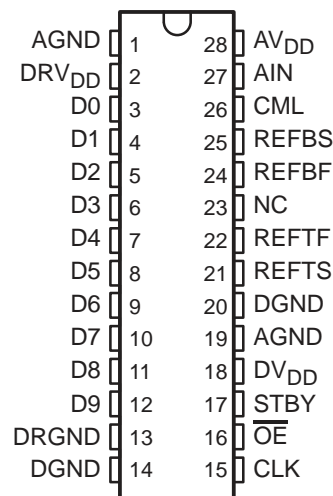 AGND 1 28 AVDD
DRVDD 2 27 AIN
D0 3 26 CML
D1 4 25 REFBS
D2 5 24 REFBF
D3 6 23 NC
D4 7 22 REFTF
D5 8 21 REFTS
D6 9 20 DGND
D7 10 19 AGND
D8 11 18 DVDD
D9 12 17 STBY
DRGND 13 16 O̅E̅
DGND 14 15 CLK